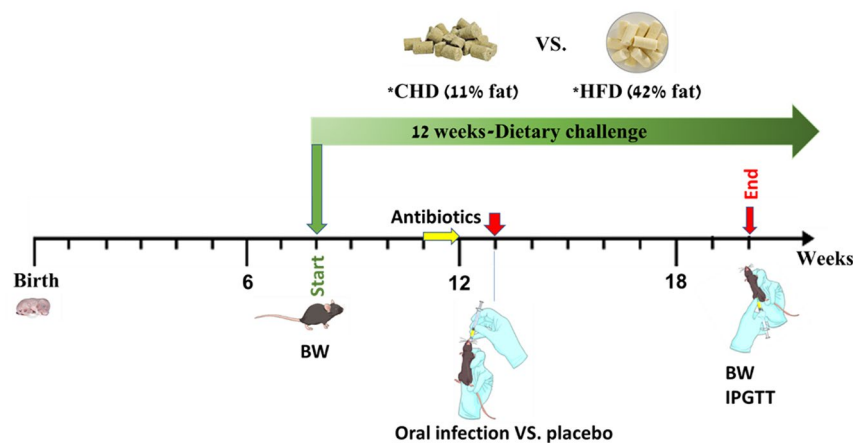 VS.
*CHD (11% fat)
*HFD (42% fat)
12 weeks-Dietary challenge
Antibiotics
End
Weeks
Birth
6
Start
12
18
BW
BW
IPGTT
Oral infection VS. placebo